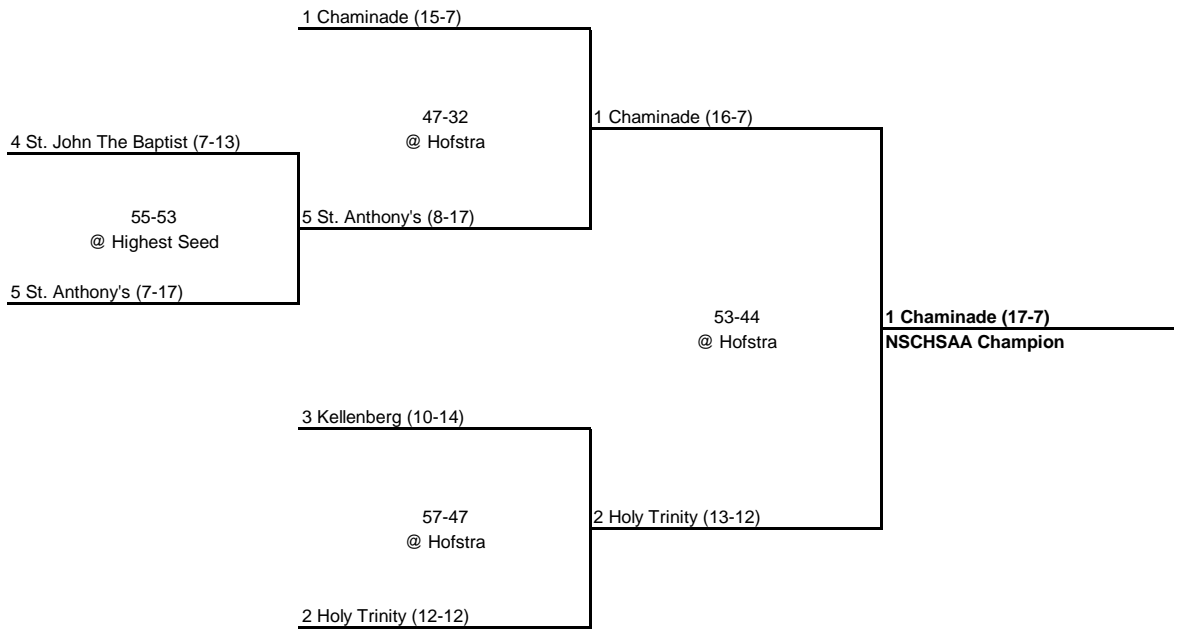 1 Chaminade (15-7)
47-32
@ Hofstra
1 Chaminade (16-7)
4 St. John The Baptist (7-13)
55-53
@ Highest Seed
5 St. Anthony's (8-17)
5 St. Anthony's (7-17)
53-44
@ Hofstra
1 Chaminade (17-7)
NSCHSAA Champion
3 Kellenberg (10-14)
57-47
@ Hofstra
2 Holy Trinity (13-12)
2 Holy Trinity (12-12)